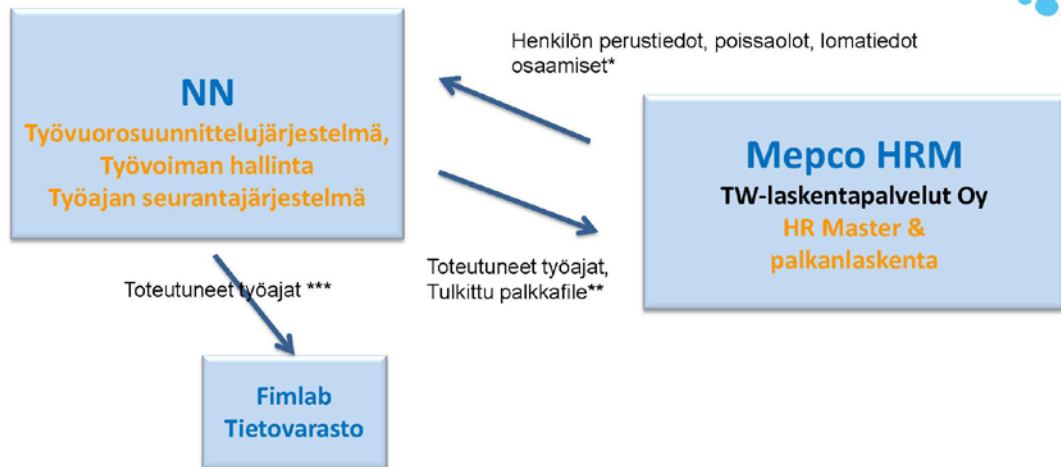 Henkilön perustiedot, poissaolot, lomatiedot
osaamiset*
NN
Työvuorosuunnittelujärjestelmä,
Työvoiman hallinta
Työajan seurantajärjestelmä
Mepco HRM
TW-laskentapalvelut Oy
HR Master &
palkanlaskenta
Toteutuneet työajat,
Tulkittu palkkafile**
Toteutuneet työajat ***
Fimlab
Tietovarasto